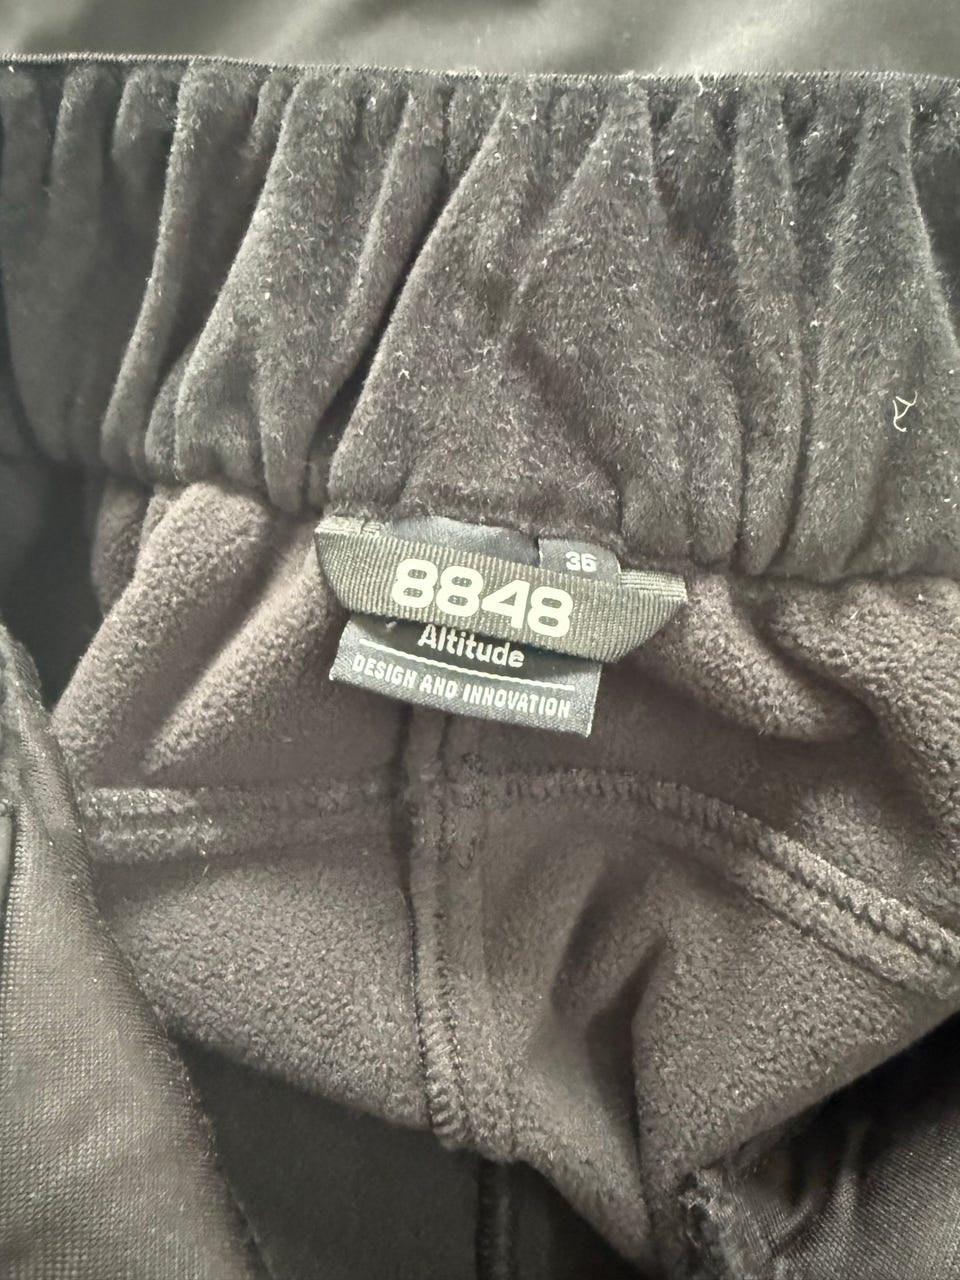 36
8848
Altitude
DESIGN AND INNOVATION